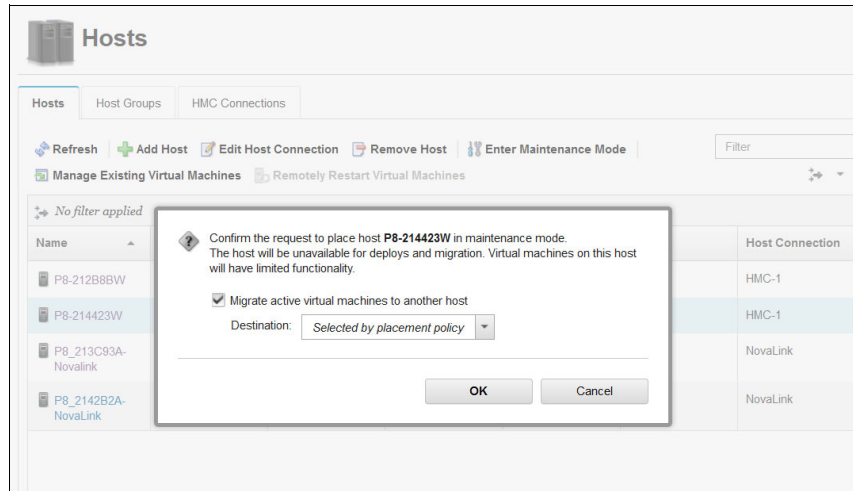 Hosts
Hosts Host Groups HMC Connections
Refresh Add Host Edit Host Connection Remove Host Enter Maintenance Mode Filter
Manage Existing Virtual Machines Remotely Restart Virtual Machines
No filter applied
Name Host Connection
Confirm the request to place host P8-214423W in maintenance mode.
The host will be unavailable for deploys and migration. Virtual machines on this host
will have limited functionality.
Migrate active virtual machines to another host
Destination: Selected by placement policy
OK Cancel
P8-212B8BW HMC-1
P8-214423W HMC-1
P8_213C93A- NovaLink
Novalink
P8_2142B2A- NovaLink
NovaLink